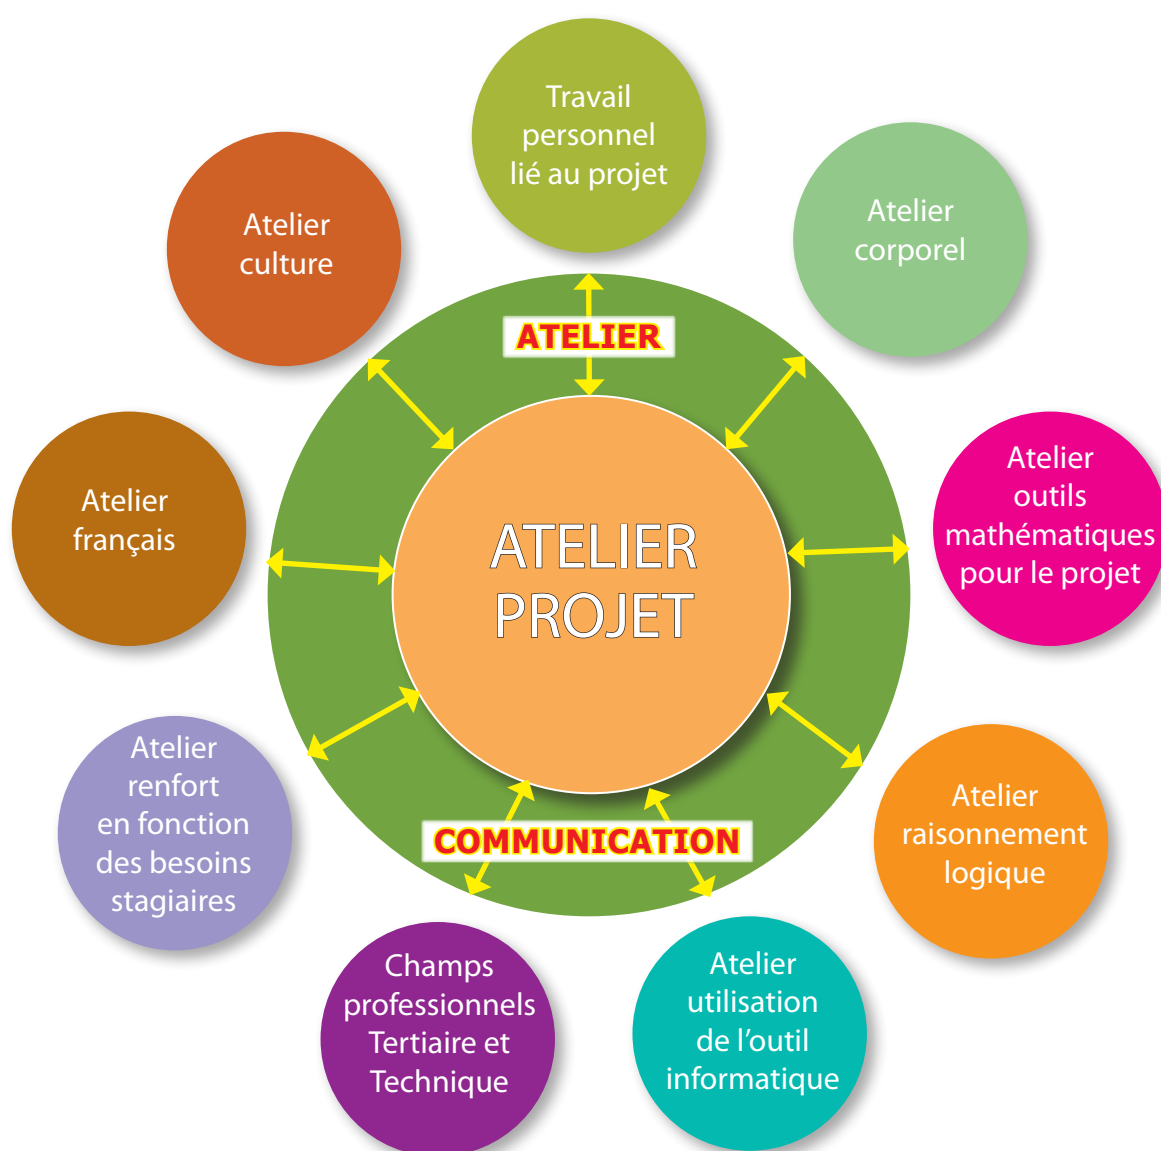 Travail
personnel
lié au projet
Atelier
culture
Atelier
corporel
ATELIER
Atelier
français
ATELIER
PROJET
Atelier
outils
mathématiques
pour le projet
Atelier
renfort
en fonction
des besoins
stagiaires
COMMUNICATION
Atelier
raisonnement
logique
Champs
professionnels
Tertiaire et
Technique
Atelier
utilisation
de l’outil
informatique